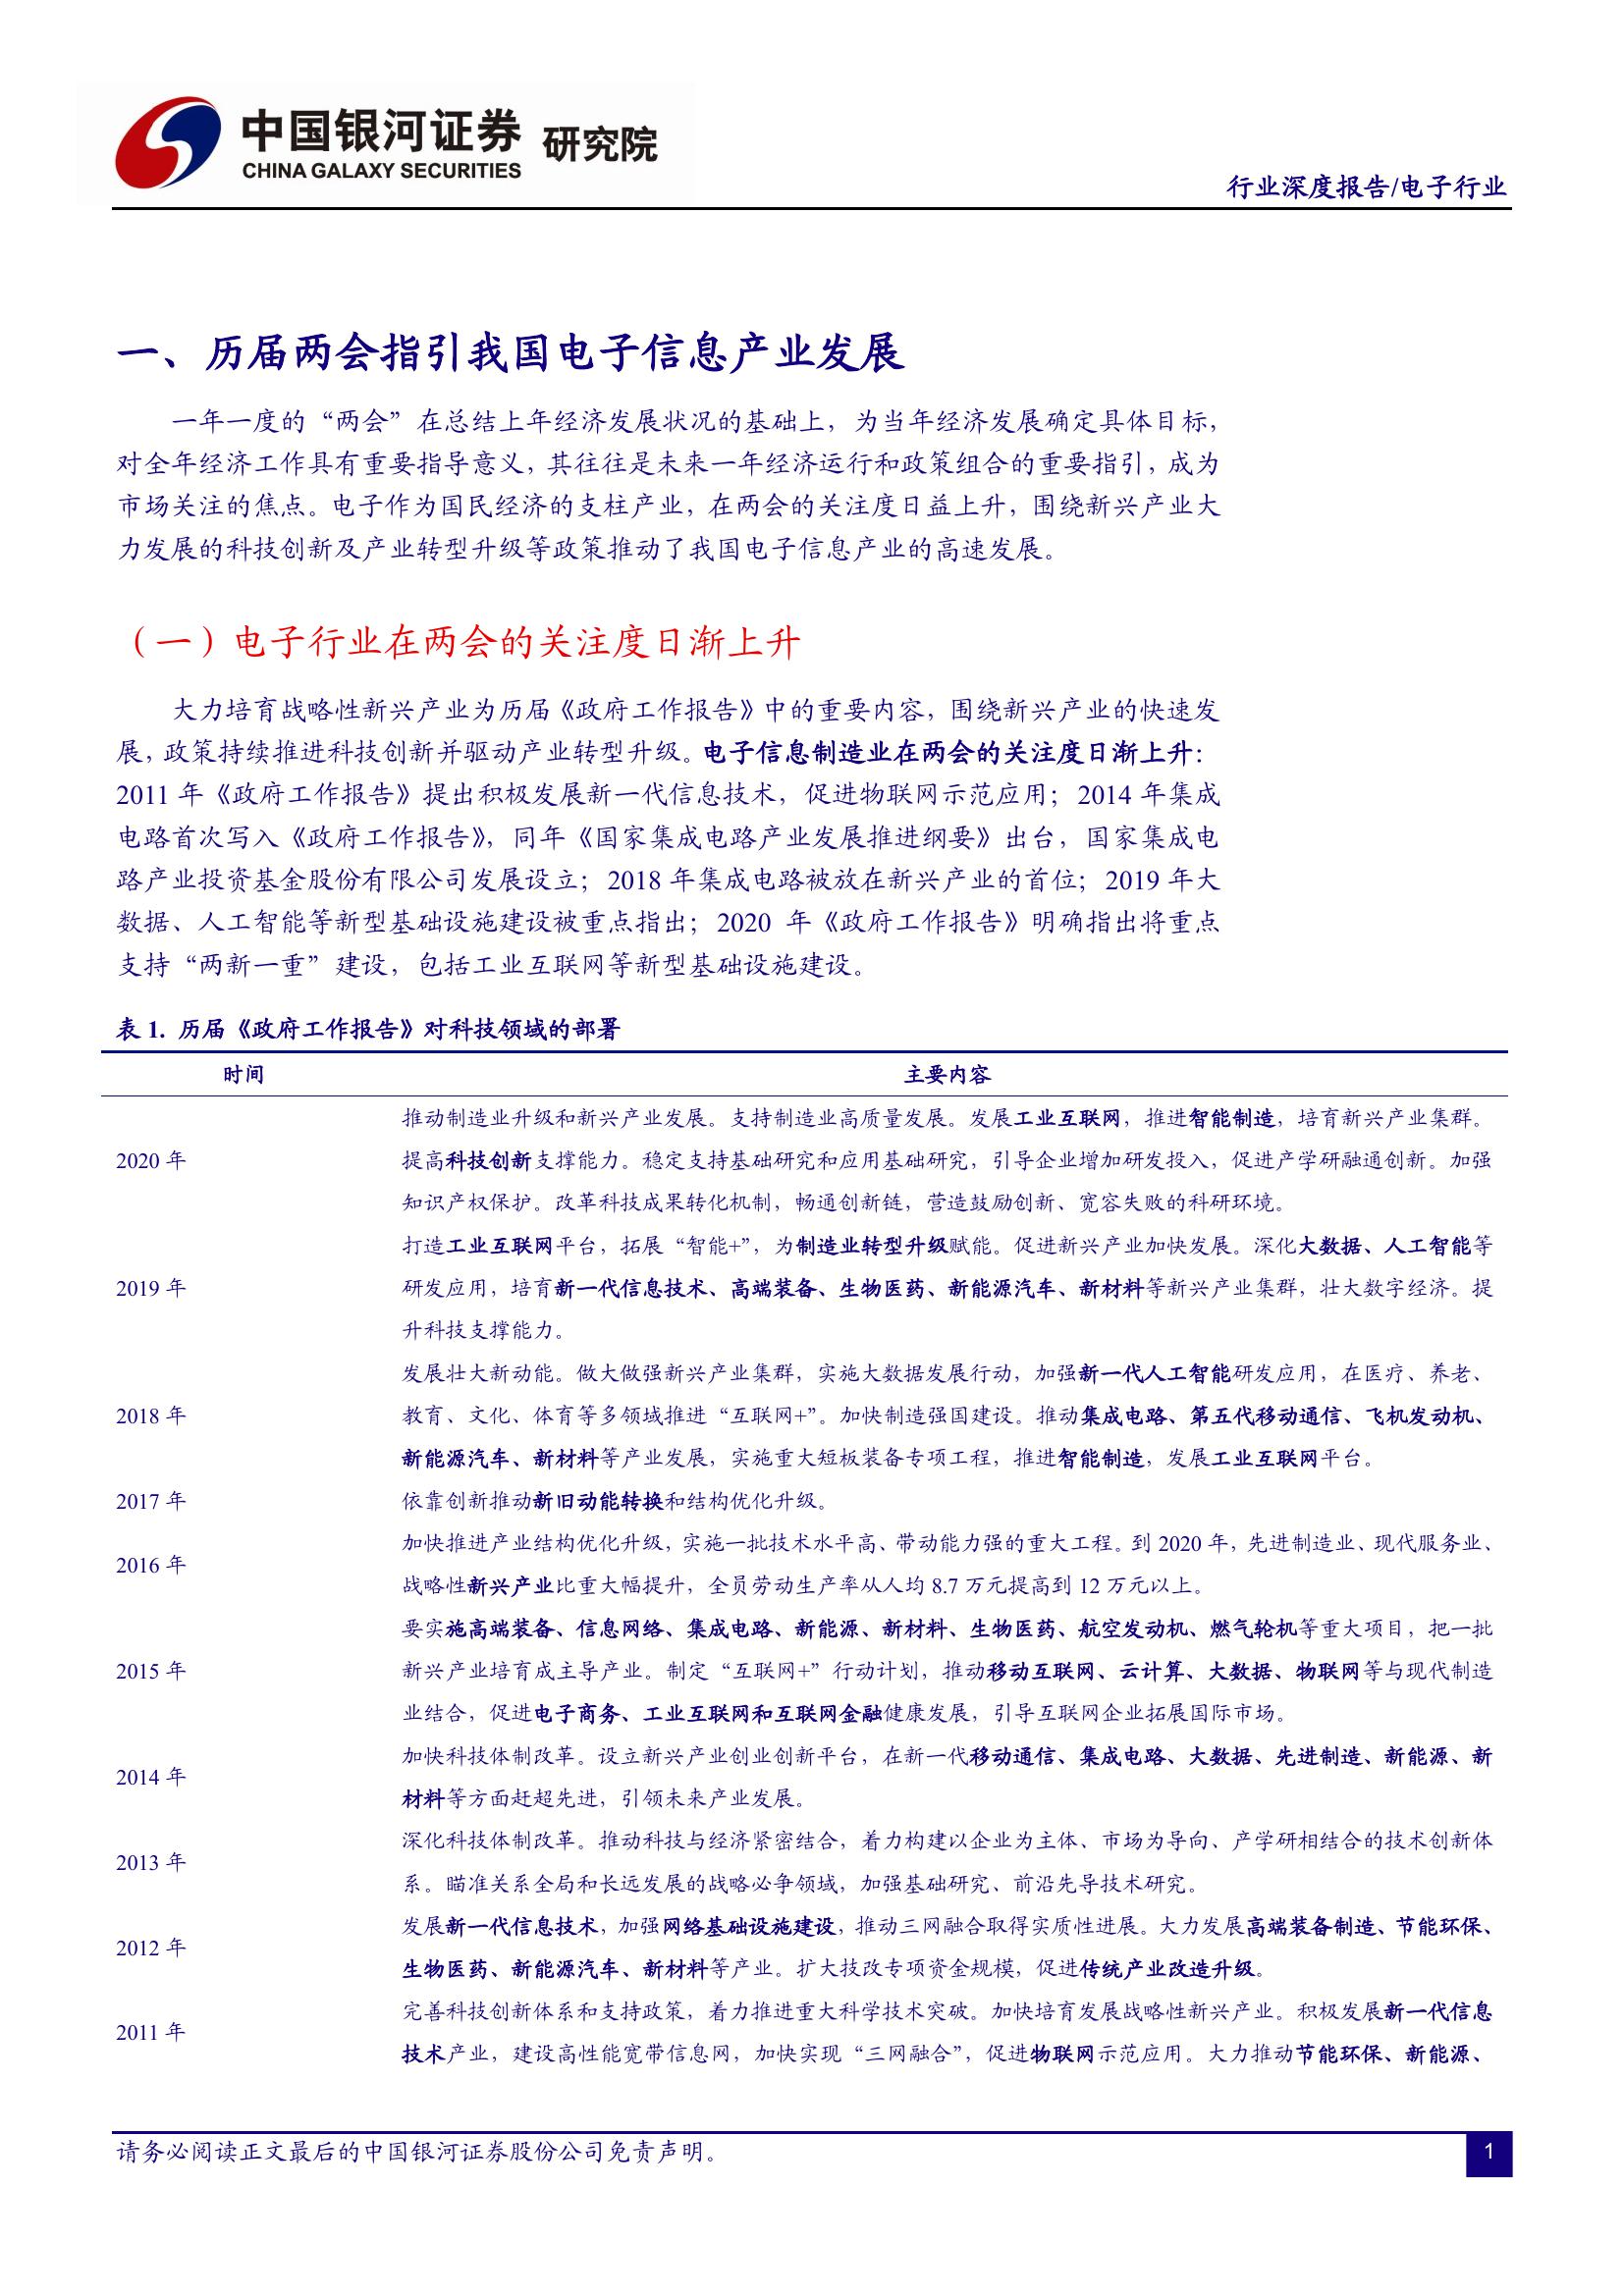 中国银河证券 研究院
CHINA GALAXY SECURITIES
行业深度报告/电子行业
一、历届两会指引我国电子信息产业发展
一年一度的“两会”在总结上年经济发展状况的基础上，为当年经济发展确定具体目标，
对全年经济工作具有重要指导意义，其往往是未来一年经济运行和政策组合的重要指引，成为
市场关注的焦点。电子作为国民经济的支柱产业，在两会的关注度日益上升，围绕新兴产业大
力发展的科技创新及产业转型升级等政策推动了我国电子信息产业的高速发展。
（一）电子行业在两会的关注度日渐上升
大力培育战略性新兴产业为历届《政府工作报告》中的重要内容，围绕新兴产业的快速发
展，政策持续推进科技创新并驱动产业转型升级。电子信息制造业在两会的关注度日渐上升：
2011 年《政府工作报告》提出积极发展新一代信息技术，促进物联网示范应用；2014 年集成
电路首次写入《政府工作报告》，同年《国家集成电路产业发展推进纲要》出台，国家集成电
路产业投资基金股份有限公司发展设立；2018 年集成电路被放在新兴产业的首位；2019 年大
数据、人工智能等新型基础设施建设被重点指出；2020 年《政府工作报告》明确指出将重点
支持“两新一重”建设，包括工业互联网等新型基础设施建设。
表 1. 历届《政府工作报告》对科技领域的部署
时间 主要内容
推动制造业升级和新兴产业发展。支持制造业高质量发展。发展工业互联网，推进智能制造，培育新兴产业集群。
2020 年 提高科技创新支撑能力。稳定支持基础研究和应用基础研究，引导企业增加研发投入，促进产学研融通创新。加强
知识产权保护。改革科技成果转化机制，畅通创新链，营造鼓励创新、宽容失败的科研环境。
打造工业互联网平台，拓展“智能+”，为制造业转型升级赋能。促进新兴产业加快发展。深化大数据、人工智能等
2019 年 研发应用，培育新一代信息技术、高端装备、生物医药、新能源汽车、新材料等新兴产业集群，壮大数字经济。提
升科技支撑能力。
发展壮大新动能。做大做强新兴产业集群，实施大数据发展行动，加强新一代人工智能研发应用，在医疗、养老、
2018 年 教育、文化、体育等多领域推进“互联网+”。加快制造强国建设。推动集成电路、第五代移动通信、飞机发动机、
新能源汽车、新材料等产业发展，实施重大短板装备专项工程，推进智能制造，发展工业互联网平台。
2017 年 依靠创新推动新旧动能转换和结构优化升级。
2016 年 加快推进产业结构优化升级，实施一批技术水平高、带动能力强的重大工程。到 2020 年，先进制造业、现代服务业、
战略性新兴产业比重大幅提升，全员劳动生产率从人均 8.7 万元提高到 12 万元以上。
要实施高端装备、信息网络、集成电路、新能源、新材料、生物医药、航空发动机、燃气轮机等重大项目，把一批
2015 年 新兴产业培育成主导产业。制定“互联网+”行动计划，推动移动互联网、云计算、大数据、物联网等与现代制造
业结合，促进电子商务、工业互联网和互联网金融健康发展，引导互联网企业拓展国际市场。
2014 年 加快科技体制改革。设立新兴产业创业创新平台，在新一代移动通信、集成电路、大数据、先进制造、新能源、新
材料等方面赶超先进，引领未来产业发展。
2013 年 深化科技体制改革。推动科技与经济紧密结合，着力构建以企业为主体、市场为导向、产学研相结合的技术创新体
系。瞄准关系全局和长远发展的战略必争领域，加强基础研究、前沿先导技术研究。
2012 年 发展新一代信息技术，加强网络基础设施建设，推动三网融合取得实质性进展。大力发展高端装备制造、节能环保、
生物医药、新能源汽车、新材料等产业。扩大技改专项资金规模，促进传统产业改造升级。
2011 年 完善科技创新体系和支持政策，着力推进重大科学技术突破。加快培育发展战略性新兴产业。积极发展新一代信息
技术产业，建设高性能宽带信息网，加快实现“三网融合”，促进物联网示范应用。大力推动节能环保、新能源、
请务必阅读正文最后的中国银河证券股份公司免责声明。
1